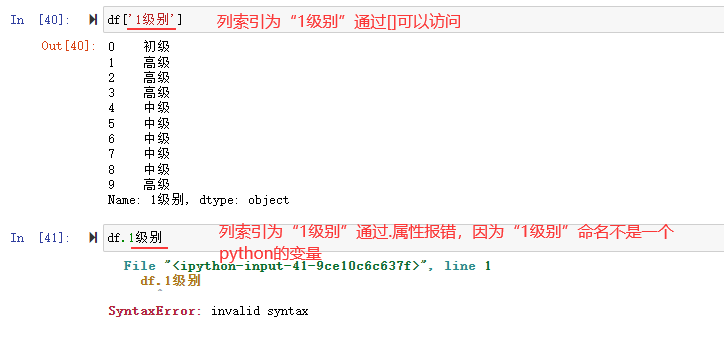 In [40]: df['1级别'] 列索引为“1级别”通过[]可以访问
Out[40]: 0 初级
1 高级
2 高级
3 高级
4 中级
5 中级
6 中级
7 中级
8 中级
9 高级
Name: 1级别, dtype: object
In [41]: df.1级别 列索引为“1级别”通过.属性报错，因为“1级别”命名不是一个
python的变量
File "<ipython-input-41-9ce10c6c637f>", line 1
df.1级别
SyntaxError: invalid syntax